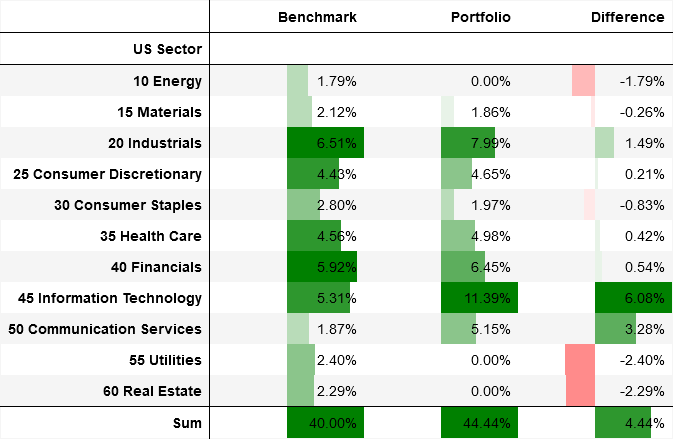 Benchmark Portfolio Difference
US Sector
10 Energy 1.79% 0.00% -1.79%
15 Materials 2.12% 1.86% -0.26%
20 Industrials 6.51% 7.99% 1.49%
25 Consumer Discretionary 4.43% 4.65% 0.21%
30 Consumer Staples 2.80% 1.97% -0.83%
35 Health Care 4.56% 4.98% 0.42%
40 Financials 5.92% 6.45% 0.54%
45 Information Technology 5.31% 11.39% 6.08%
50 Communication Services 1.87% 5.15% 3.28%
55 Utilities 2.40% 0.00% -2.40%
60 Real Estate 2.29% 0.00% -2.29%
Sum 40.00% 44.44% 4.44%